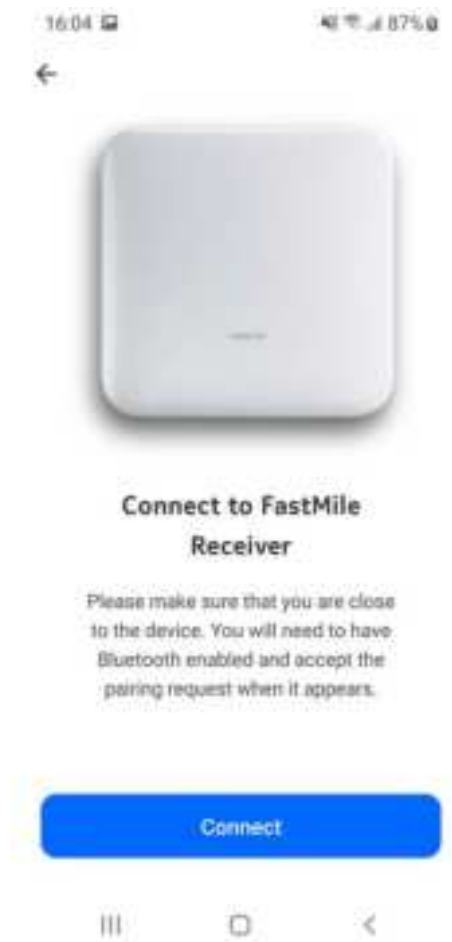 16:04
87%
Connect to FastMile
Receiver
Please make sure that you are close
to the device. You will need to have
Bluetooth enabled and accept the
pairing request when it appears.
Connect